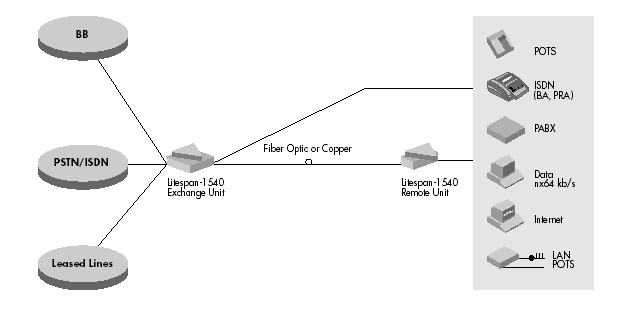 BB
PSTN/ISDN
Leased Lines
Litespan-1540
Exchange Unit
Fiber Optic or Copper
Litespan-1540
Remote Unit
POTS
ISDN
(BA, PRA)
PABX
Data
nx64 kb/s
Internet
LAN
POTS